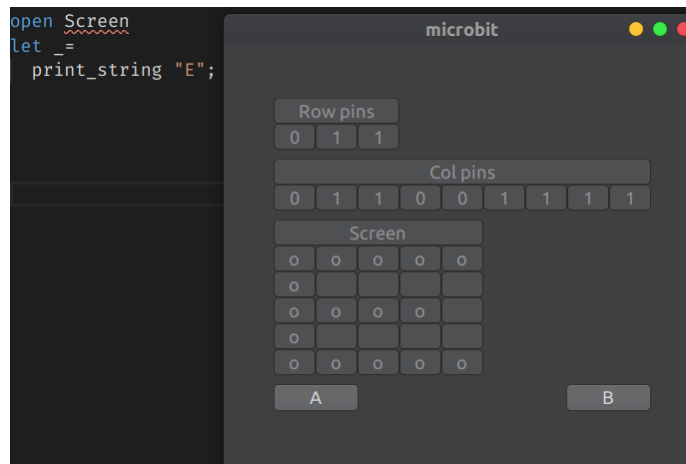 open Screen
let _=
print_string "E";
microbit
Row pins
0 1 1
Col pins
0 1 1 0 0 1 1 1 1
Screen
o o o o o
o
o o o o
o
o o o o o
A B